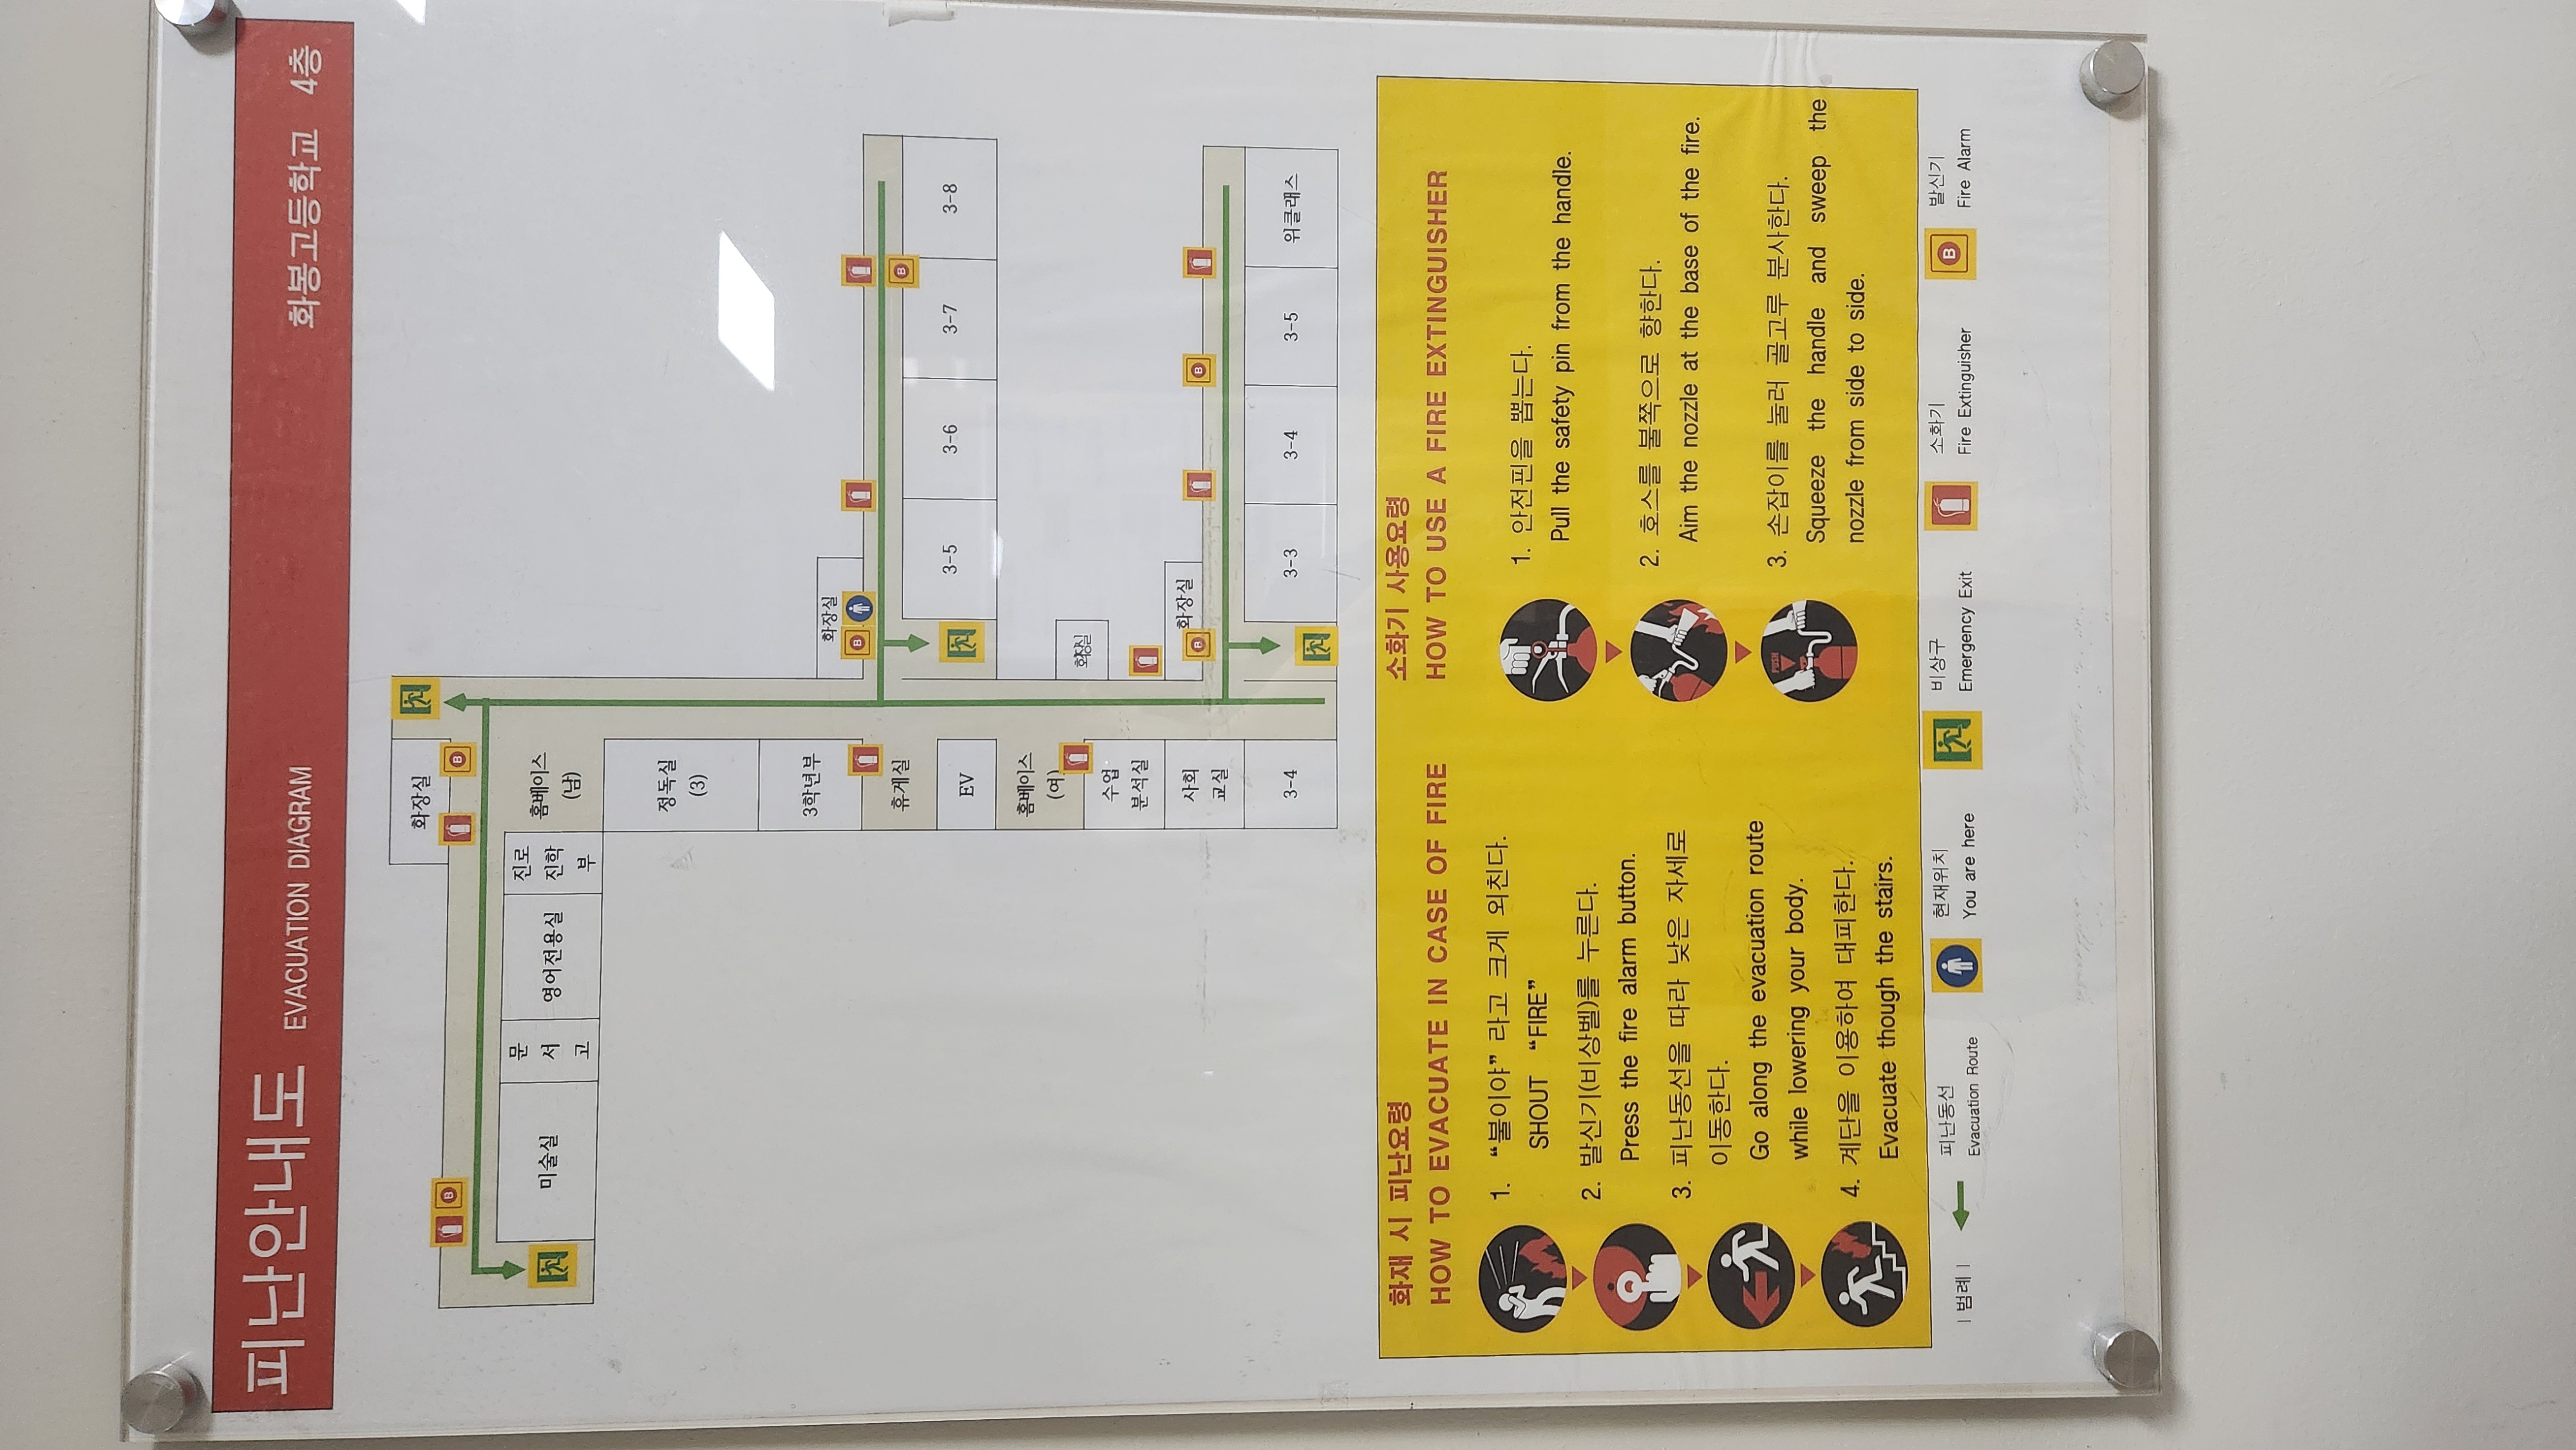 피난안내도 EVACUATION DIAGRAM 화봉고등학교 4층
화장실
B
B
미술실
문
서
고
영어전용실
진로
진학
부
홈베이스
(남)
정독실
(3)
3학년부
화장실
B
휴게실
B
3-5
3-6
3-7
3-8
EV
홈베이스
(여)
화장실
수업
분석실
화장실
B
B
사회
교실
3-4
3-3
3-4
3-5
위클래스
화재 시 피난요령
HOW TO EVACUATE IN CASE OF FIRE
1. “불이야” 라고 크게 외친다.
SHOUT “FIRE”
2. 발신기(비상벨)를 누른다.
Press the fire alarm button.
3. 피난동선을 따라 낮은 자세로
이동한다.
Go along the evacuation route
while lowering your body.
4. 계단을 이용하여 대피한다.
Evacuate though the stairs.
소화기 사용요령
HOW TO USE A FIRE EXTINGUISHER
1. 안전핀을 뽑는다.
Pull the safety pin from the handle.
2. 호스를 불쪽으로 향한다.
Aim the nozzle at the base of the fire.
PUSH
3. 손잡이를 눌러 골고루 분사한다.
Squeeze the handle and sweep the
nozzle from side to side.
| 범례 |
피난동선
Evacuation Route
현재위치
You are here
비상구
Emergency Exit
소화기
Fire Extinguisher
B
발신기
Fire Alarm